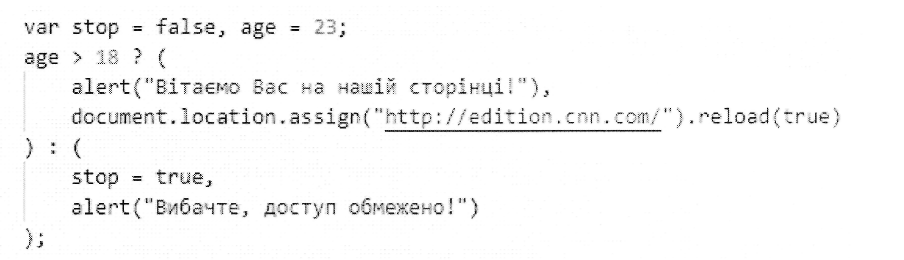 var stop = false, age = 23;
age > 18 ? (
alert("Вітаємо Вас на нашій сторінці!"),
document.location.assign("http://edition.cnn.com/").reload(true)
) : (
stop = true,
alert("Вибачте, доступ обмежено!")
);